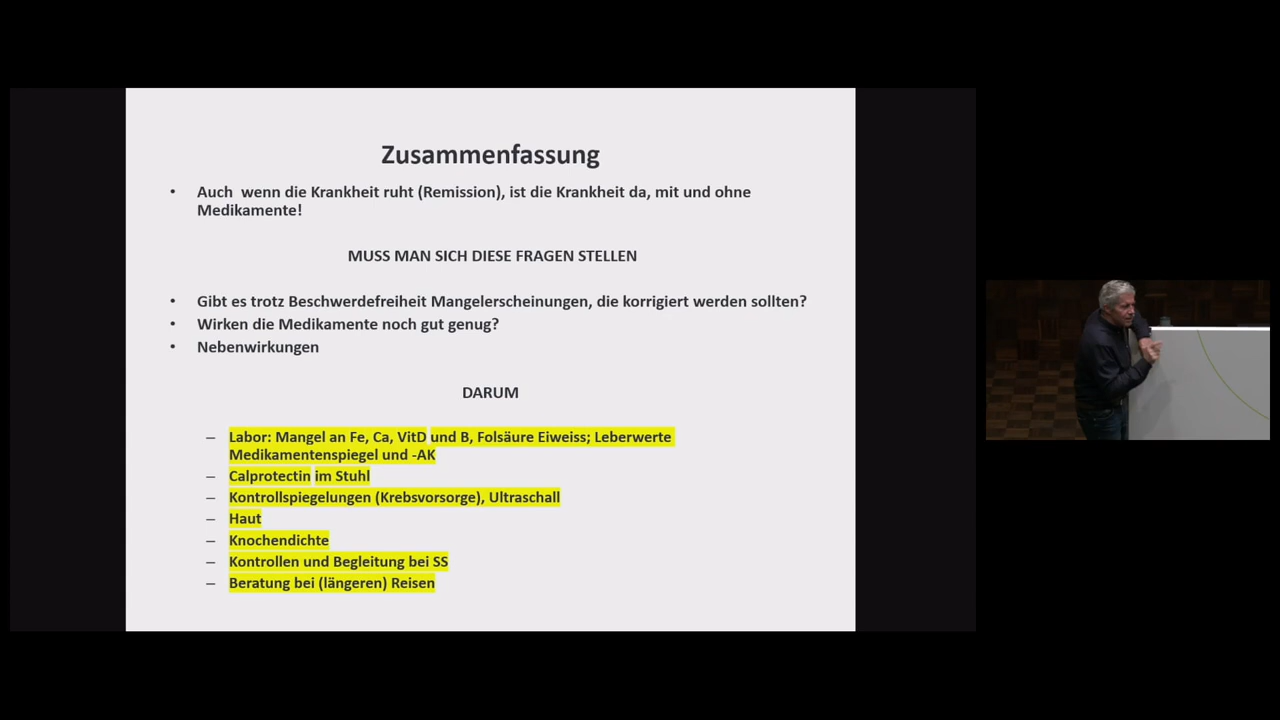 Zusammenfassung
• Auch  wenn die Krankheit ruht (Remission), ist die Krankheit da, mit und ohne
Medikamente!
MUSS MAN SICH DIESE FRAGEN STELLEN
• Gibt es trotz Beschwerdefreiheit Mangelerscheinungen, die korrigiert werden sollten?
• Wirken die Medikamente noch gut genug?
• Nebenwirkungen
DARUM
– Labor: Mangel an Fe, Ca, VitD und B, Folsäure Eiweiss; Leberwerte
Medikamentenspiegel und -AK
– Calprotectin im Stuhl
– Kontrollspiegelungen (Krebsvorsorge), Ultraschall
– Haut
– Knochendichte
– Kontrollen und Begleitung bei SS
– Beratung bei (längeren) Reisen